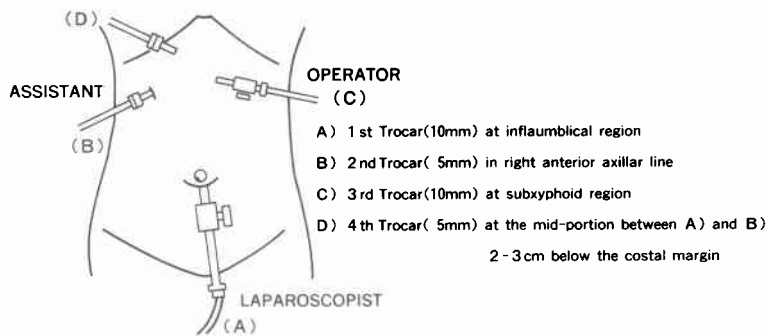 (D)
ASSISTANT
(B)
OPERATOR
(C)
A) 1 st Trocar(10mm) at inflaumblical region
B) 2 nd Trocar( 5mm) in right anterior axillar line
C) 3 rd Trocar(10mm) at subxyphoid region
D) 4 th Trocar( 5mm) at the mid-portion between A) and B)
2 - 3 cm below the costal margin
LAPAROSCOPIST
(A)